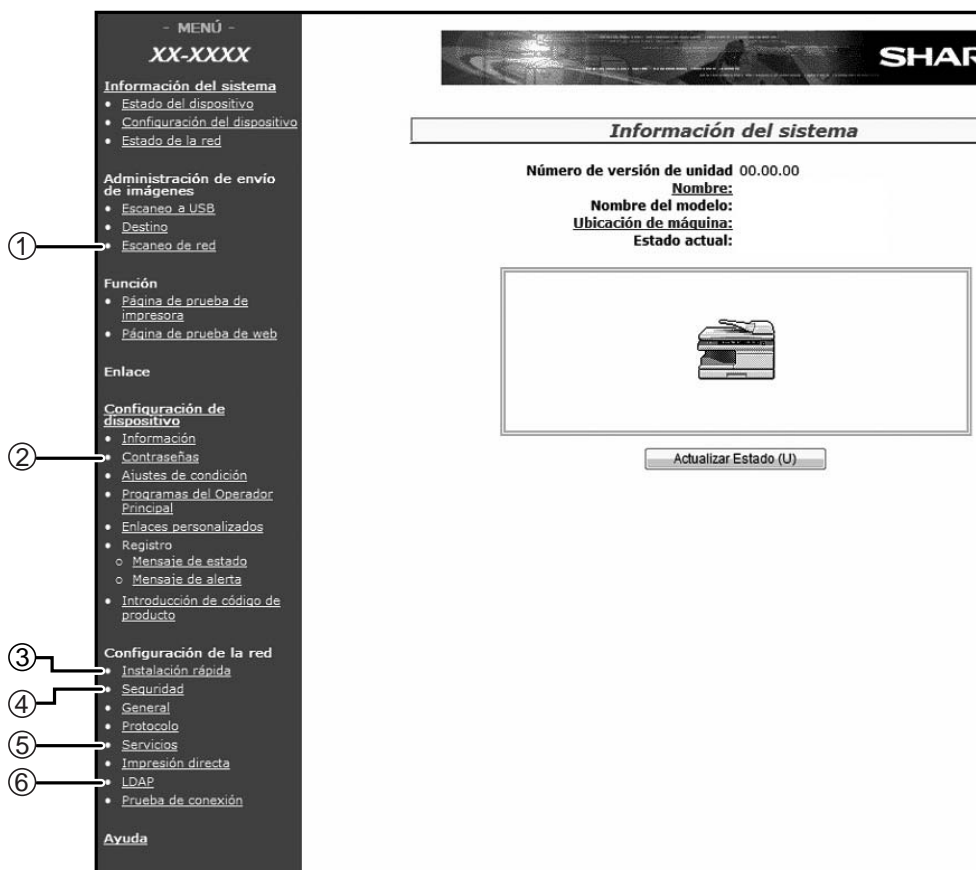 - MENÚ -
XX-XXXX
Información del sistema
• Estado del dispositivo
• Configuración del dispositivo
• Estado de la red
Administración de envío
de imágenes
• Escaneo a USB
• Destino
① • Escaneo de red
Función
• Página de prueba de
impresora
• Página de prueba de web
Enlace
Configuración de
dispositivo
• Información
② • Contraseñas
• Ajustes de condición
• Programas del Operador
Principal
• Enlaces personalizados
• Registro
o Mensaje de estado
o Mensaje de alerta
• Introducción de código de
producto
Configuración de la red
③ • Instalación rápida
④ • Seguridad
• General
• Protocolo
⑤ • Servicios
• Impresión directa
⑥ • LDAP
• Prueba de conexión
Ayuda
SHAR
Información del sistema
Número de versión de unidad 00.00.00
Nombre:
Nombre del modelo:
Ubicación de máquina:
Estado actual:
Actualizar Estado (U)